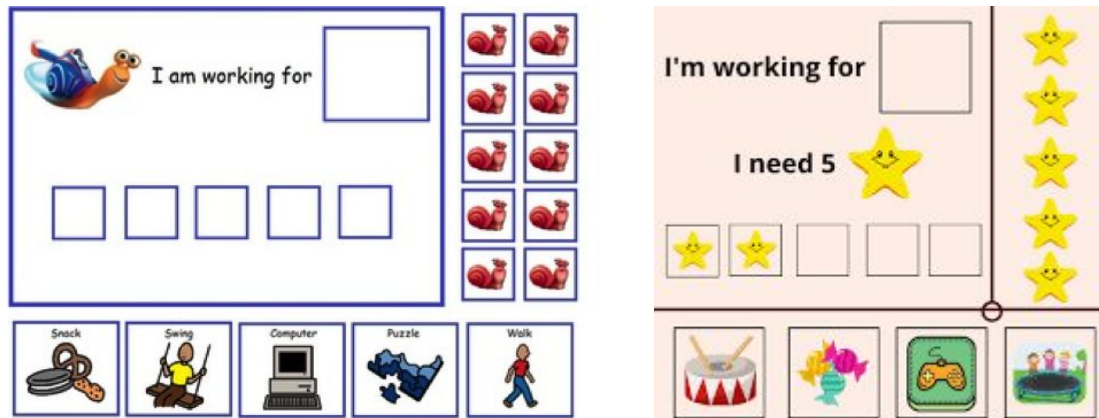 I am working for
Snack
Swing
Computer
Puzzle
Walk
I'm working for
I need 5